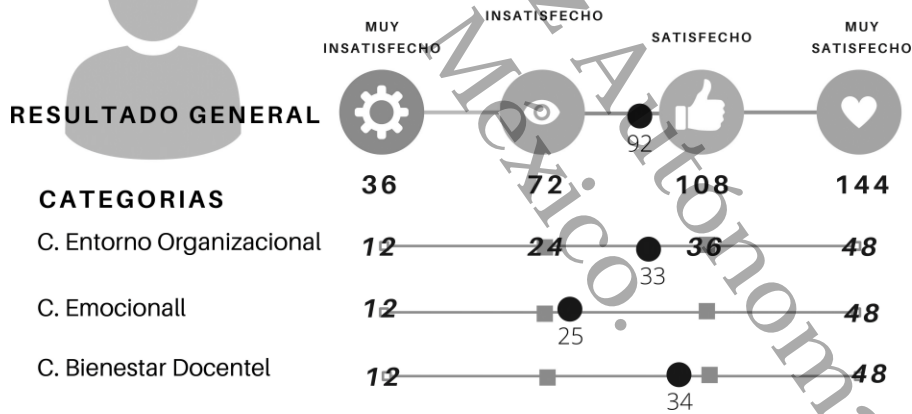 INSATISFECHO
MUY INSATISFECHO
SATISFECHO
MUY SATISFECHO
RESULTADO GENERAL
92
36 72 108 144
CATEGORIAS
C. Entorno Organizacional 12 24 36 48
33
C. Emocionall 12 48
25
C. Bienestar Docentel 12 48
34
México.